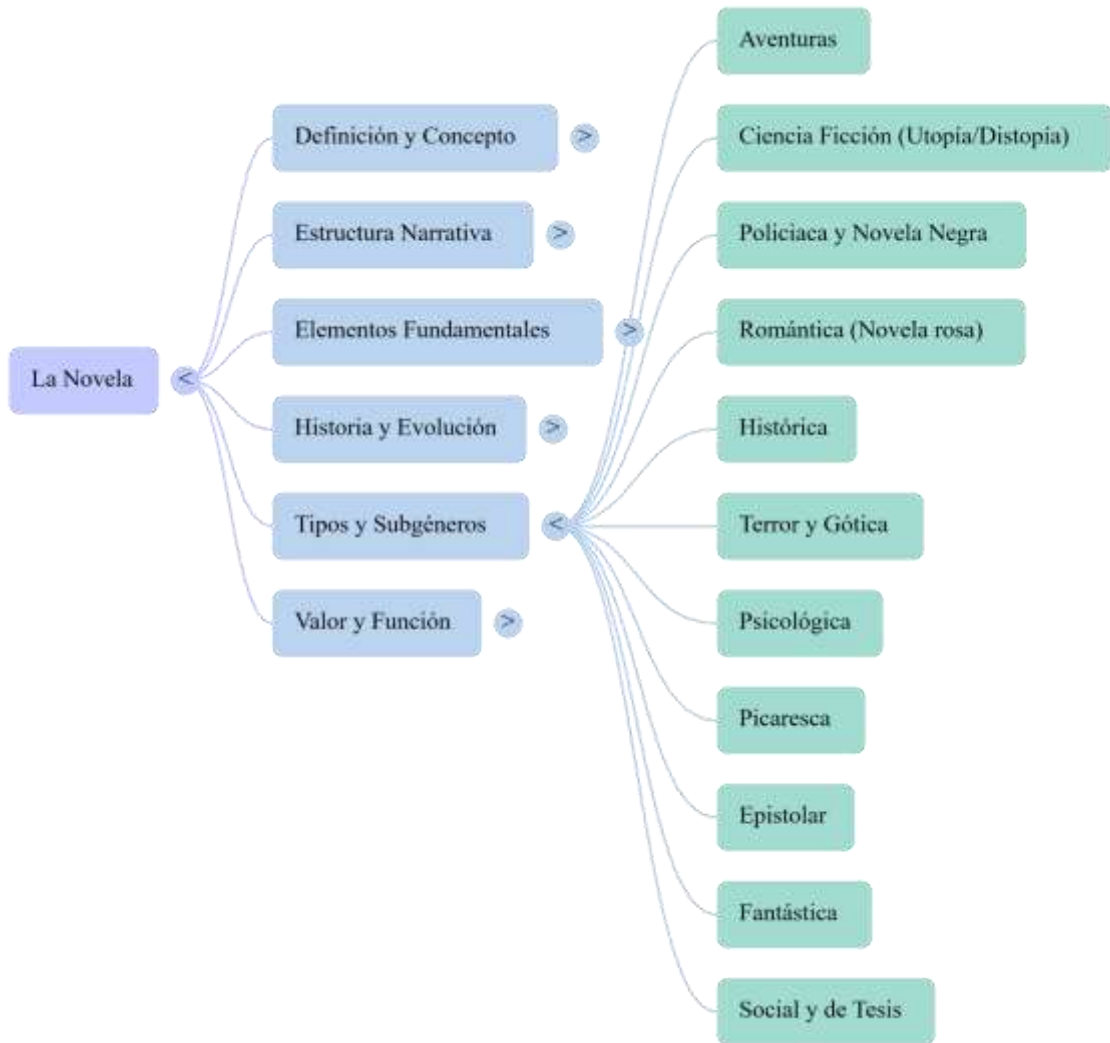 La Novela
<
Definición y Concepto
>
Estructura Narrativa
>
Elementos Fundamentales
>
Historia y Evolución
>
Tipos y Subgéneros
<
Valor y Función
>
Aventuras
Ciencia Ficción (Utopía/Distopía)
Policiaca y Novela Negra
Romántica (Novela rosa)
Histórica
Terror y Gótica
Psicológica
Picaresca
Epistolar
Fantástica
Social y de Tesis